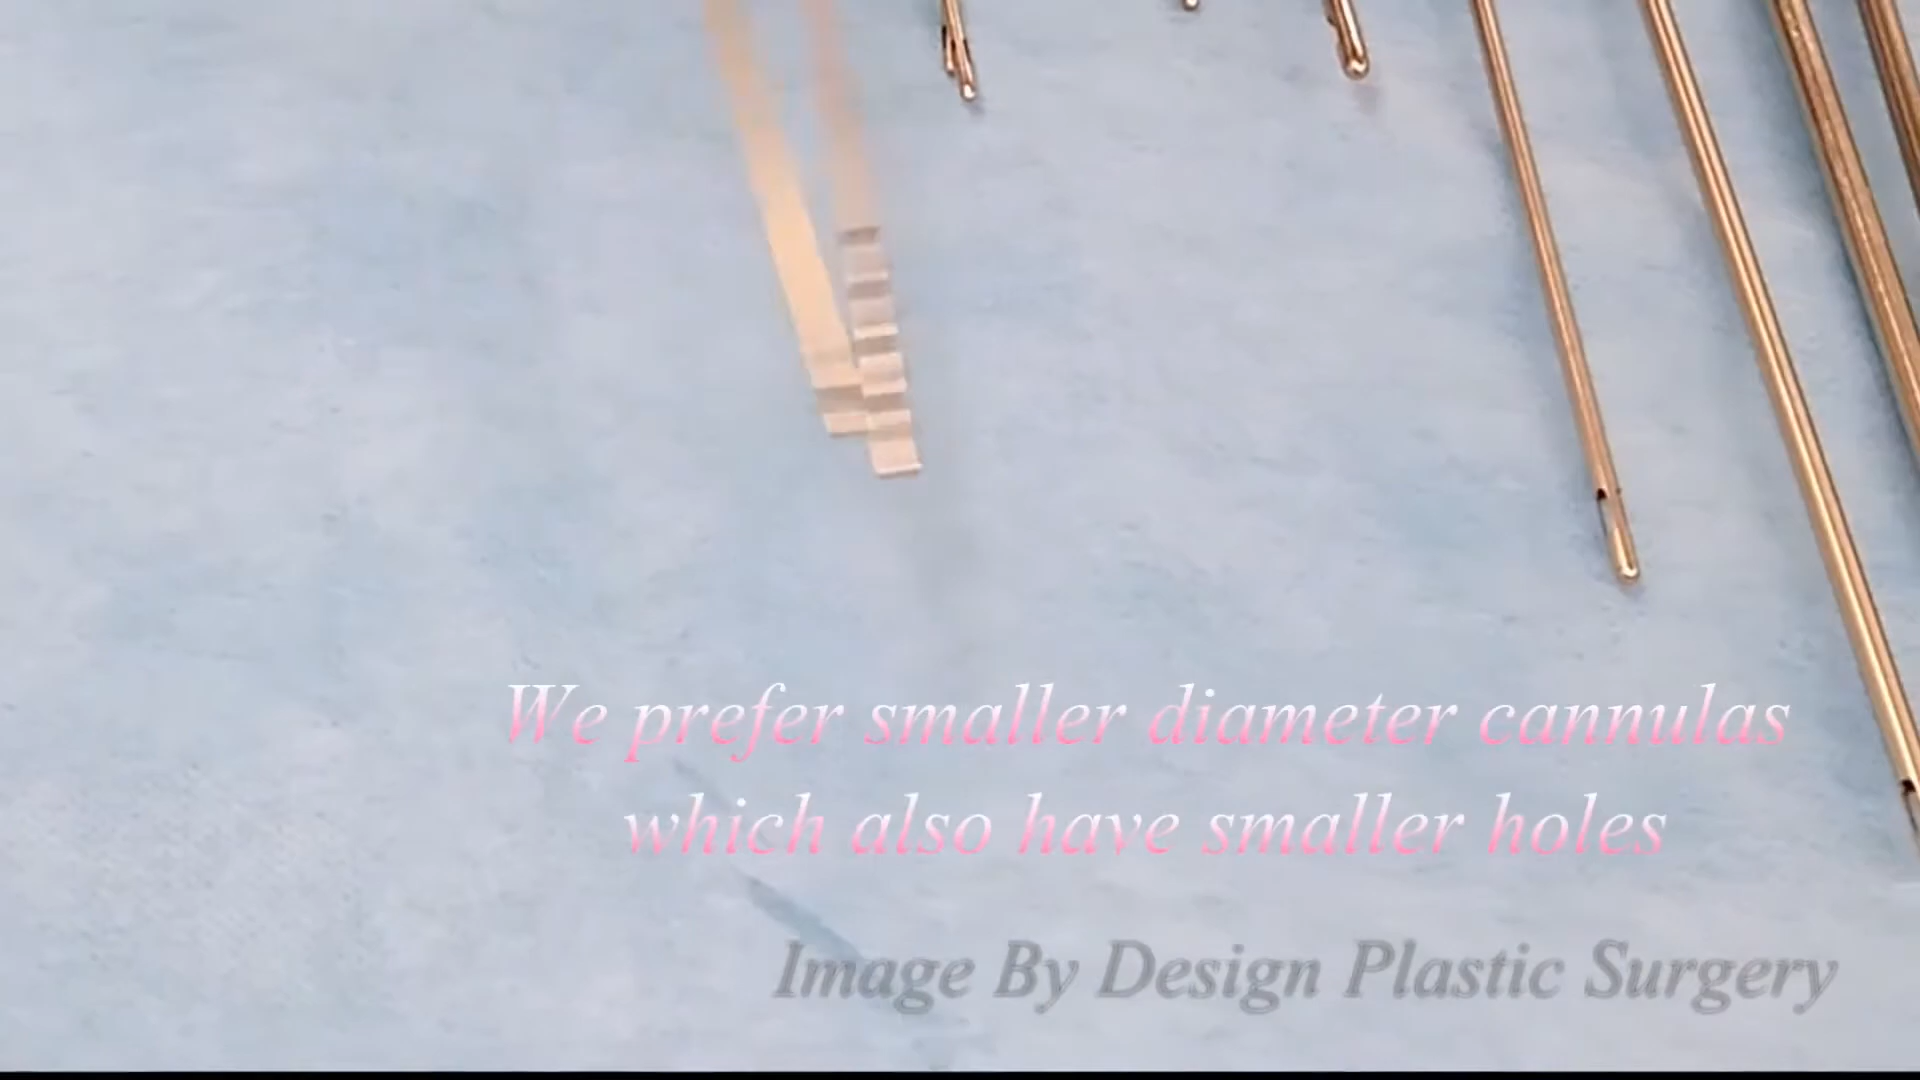 We prefer smaller diameter cannulas
which also have smaller holes
Image By Design Plastic Surgery